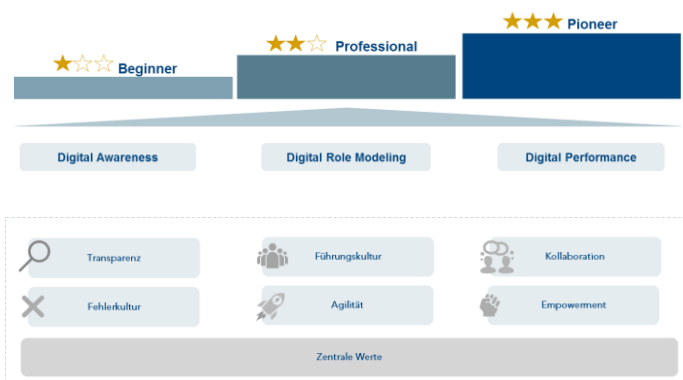 Beginner
Professional
Pioneer
Digital Awareness
Digital Role Modeling
Digital Performance
Transparenz
Führungskultur
Kollaboration
Fehlerkultur
Agilität
Empowerment
Zentrale Werte